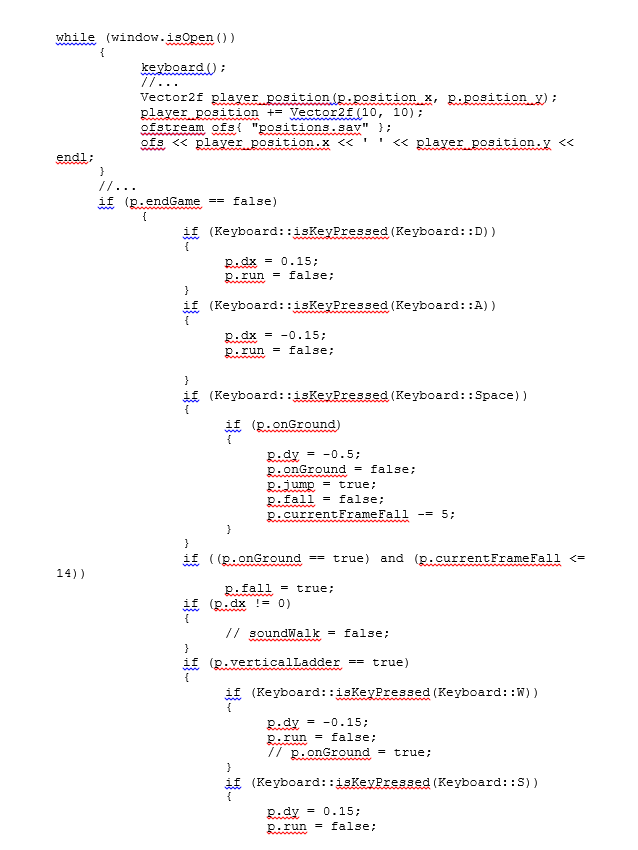 while (window.isOpen())
{
keyboard();
//...
Vector2f player_position(p.position_x, p.position_y);
player_position += Vector2f(10, 10);
ofstream ofs{ "positions.sav" };
ofs << player_position.x << ' ' << player_position.y <<
endl;
}
//...
if (p.endGame == false)
{
if (Keyboard::isKeyPressed(Keyboard::D))
{
p.dx = 0.15;
p.run = false;
}
if (Keyboard::isKeyPressed(Keyboard::A))
{
p.dx = -0.15;
p.run = false;

}
if (Keyboard::isKeyPressed(Keyboard::Space))
{
if (p.onGround)
{
p.dy = -0.5;
p.onGround = false;
p.jump = true;
p.fall = false;
p.currentFrameFall -= 5;
}
}
if ((p.onGround == true) and (p.currentFrameFall <=
14))
p.fall = true;
if (p.dx != 0)
{
// soundWalk = false;
}
if (p.verticalLadder == true)
{
if (Keyboard::isKeyPressed(Keyboard::W))
{
p.dy = -0.15;
p.run = false;
// p.onGround = true;
}
if (Keyboard::isKeyPressed(Keyboard::S))
{
p.dy = 0.15;
p.run = false;